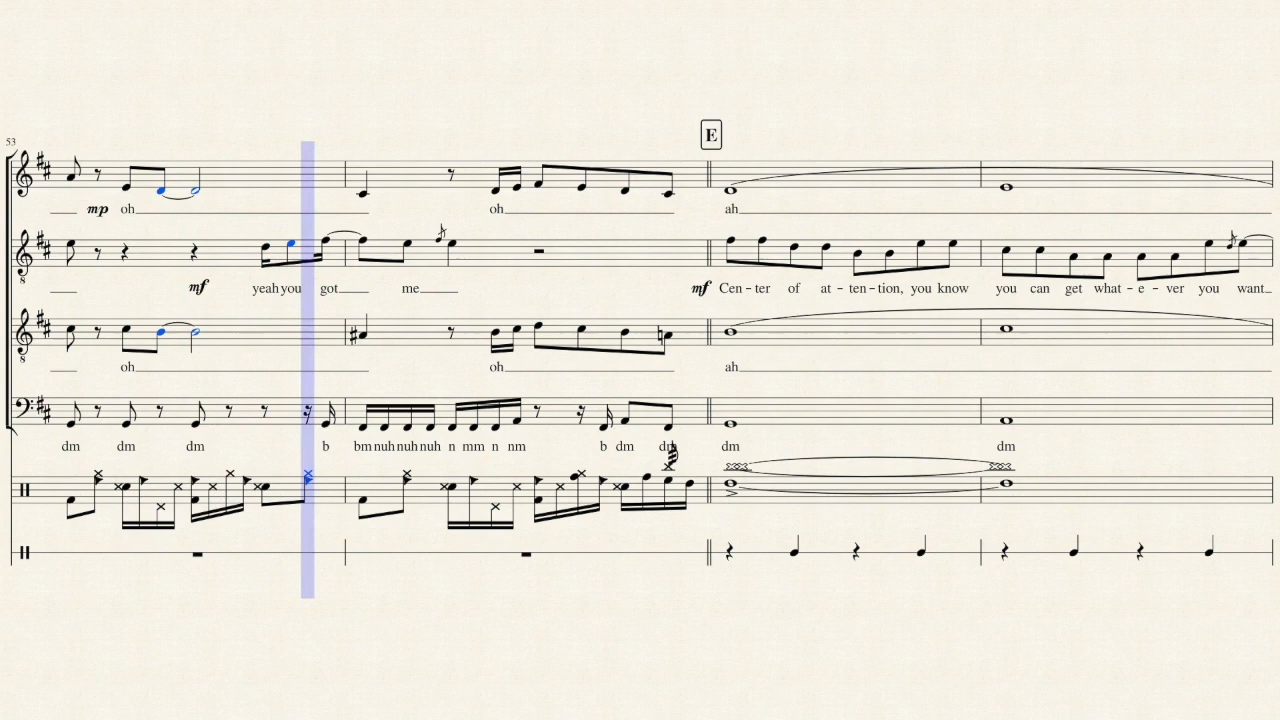 E
53
mp oh oh ah
8
mf yeah you got me mf Cen - ter of at - ten - tion, you know you can get what - e - ver you want
8
oh oh ah
dm dm dm b bm nuh nuh nuh n mm n nm b dm dm dm dm